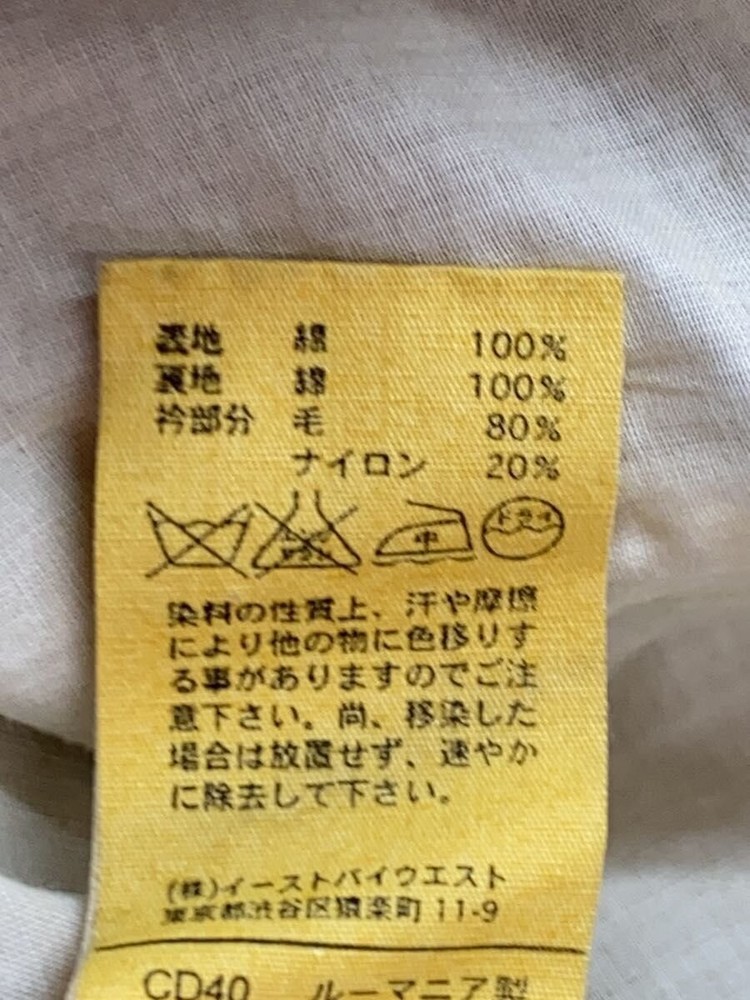 表地 綿 100%
裏地 綿 100%
衿部分 毛 80%
ナイロン 20%
中 ドライ
染料の性質上、汗や摩擦
により他の物に色移りす
る事がありますのでご注
意下さい。尚、移染した
場合は放置せず、速やか
に除去して下さい。
(株)イーストバイウエスト
東京都渋谷区猿楽町 11-9
CD40 ルーマニア製